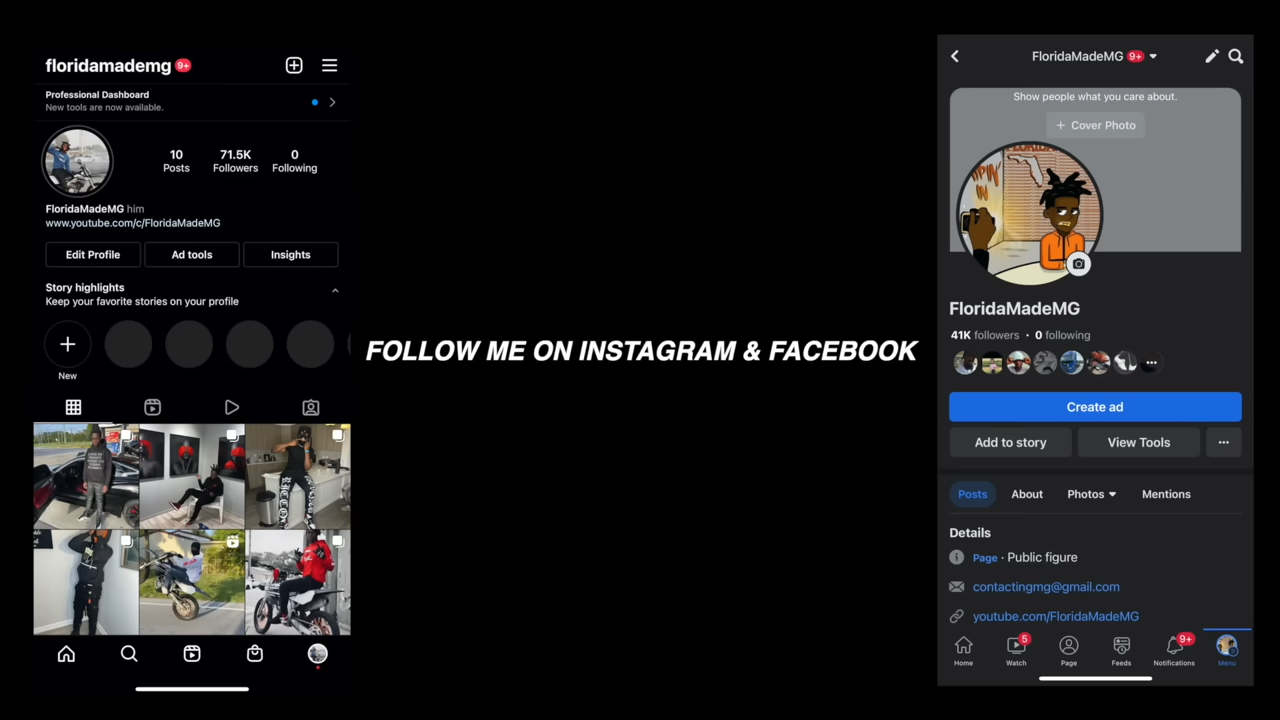 floridamademg 9+
Professional Dashboard
New tools are now available.
10
Posts
71.5K
Followers
0
Following
FloridaMadeMG him
www.youtube.com/c/FloridaMadeMG
Edit Profile
Ad tools
Insights
Story highlights
Keep your favorite stories on your profile
New
FOLLOW ME ON INSTAGRAM & FACEBOOK
FloridaMadeMG 9+
Show people what you care about.
+ Cover Photo
FloridaMadeMG
41K followers · 0 following
Create ad
Add to story
View Tools
Posts
About
Photos
Mentions
Details
Page · Public figure
contactingmg@gmail.com
youtube.com/FloridaMadeMG
5
9+
Home
Watch
Page
Feeds
Notifications
Menu